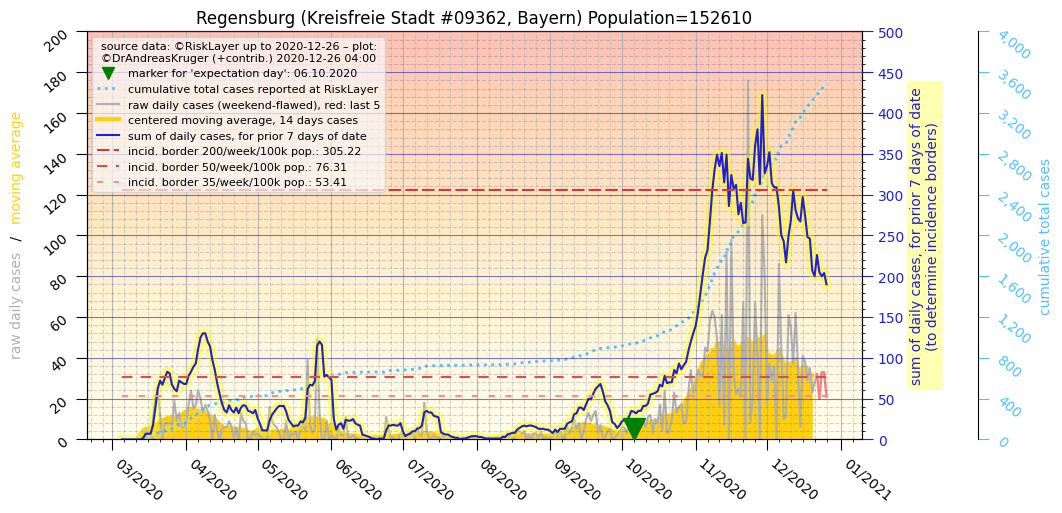 Regensburg (Kreisfreie Stadt #09362, Bayern) Population=152610
source data: ©RiskLayer up to 2020-12-26 – plot:
©DrAndreasKruger (+contrib.) 2020-12-26 04:00
marker for 'expectation day': 06.10.2020
cumulative total cases reported at RiskLayer
raw daily cases (weekend-flawed), red: last 5
centered moving average, 14 days cases
sum of daily cases, for prior 7 days of date
incid. border 200/week/100k pop.: 305.22
incid. border 50/week/100k pop.: 76.31
incid. border 35/week/100k pop.: 53.41
raw daily cases / moving average
200
180
160
140
120
100
80
60
40
20
0
03/2020
04/2020
05/2020
06/2020
07/2020
08/2020
09/2020
10/2020
11/2020
12/2020
01/2021
500
450
400
350
300
250
200
150
100
50
0
sum of daily cases, for prior 7 days of date
(to determine incidence borders)
4,000
3,600
3,200
2,800
2,400
2,000
1,600
1,200
800
400
0
cumulative total cases